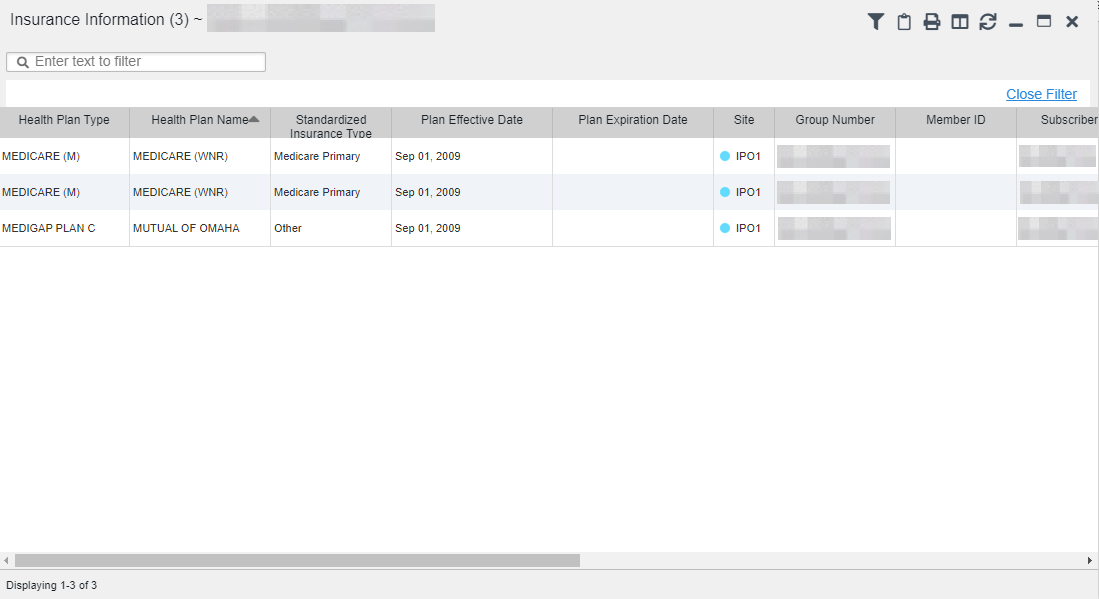 Insurance Information (3) ~
Enter text to filter
Close Filter
Health Plan Type Health Plan Name Standardized Insurance Type Plan Effective Date Plan Expiration Date Site Group Number Member ID Subscriber
MEDICARE (M) MEDICARE (WNR) Medicare Primary Sep 01, 2009 IPO1
MEDICARE (M) MEDICARE (WNR) Medicare Primary Sep 01, 2009 IPO1
MEDIGAP PLAN C MUTUAL OF OMAHA Other Sep 01, 2009 IPO1
Displaying 1-3 of 3